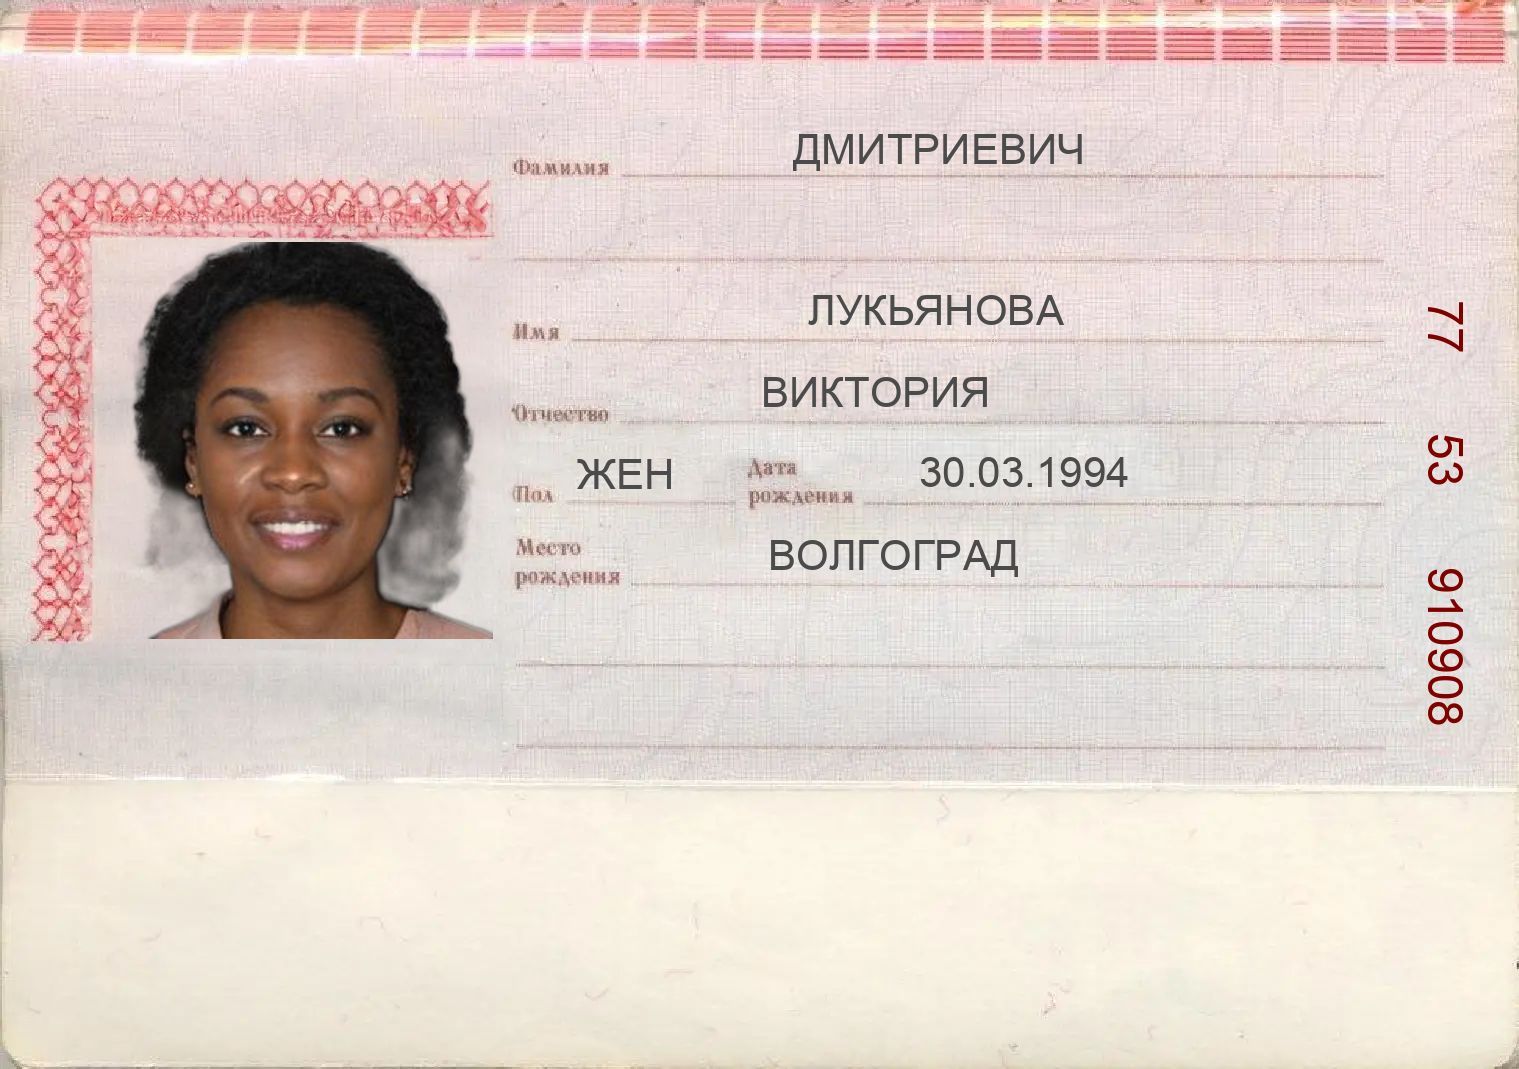 Фамилия ДМИТРИЕВИЧ
Имя ЛУКЬЯНОВА
Отчество ВИКТОРИЯ
Пол ЖЕН Дата рождения 30.03.1994
Место рождения ВОЛГОГРАД
77 53 910908